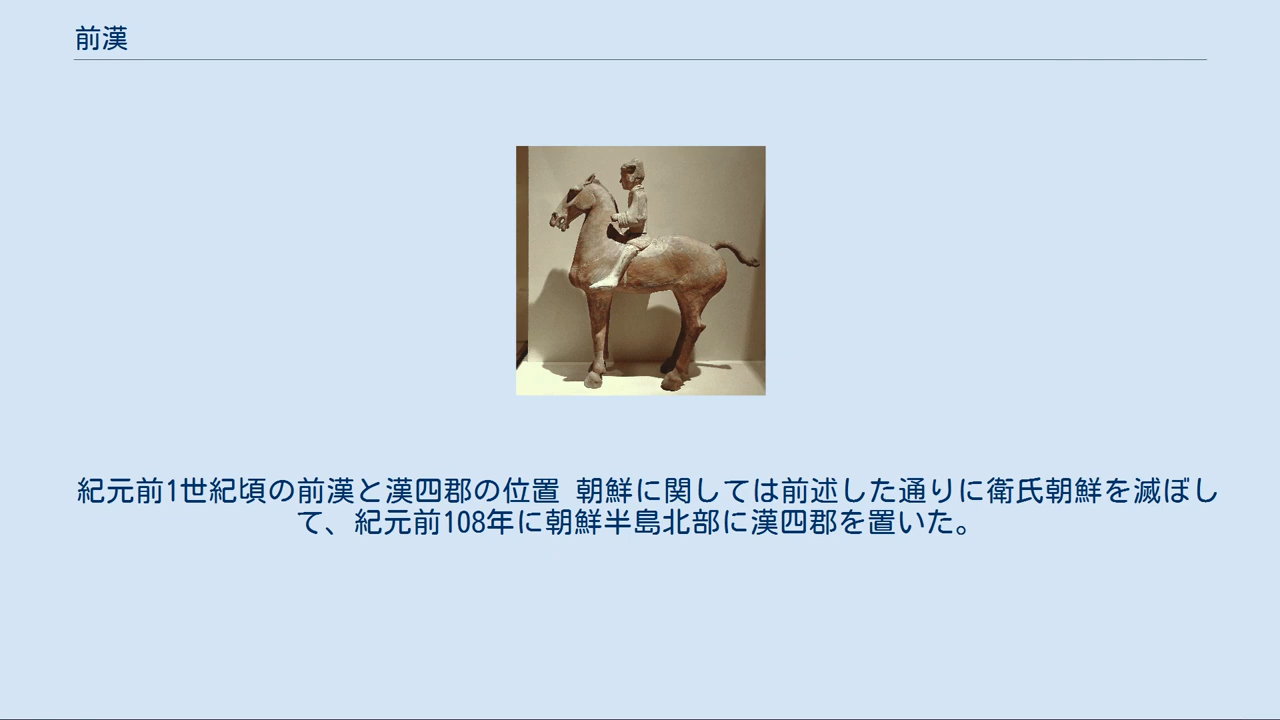 前漢
紀元前1世紀頃の前漢と漢四郡の位置 朝鮮に関しては前述した通りに衛氏朝鮮を滅ぼし
て、紀元前108年に朝鮮半島北部に漢四郡を置いた。